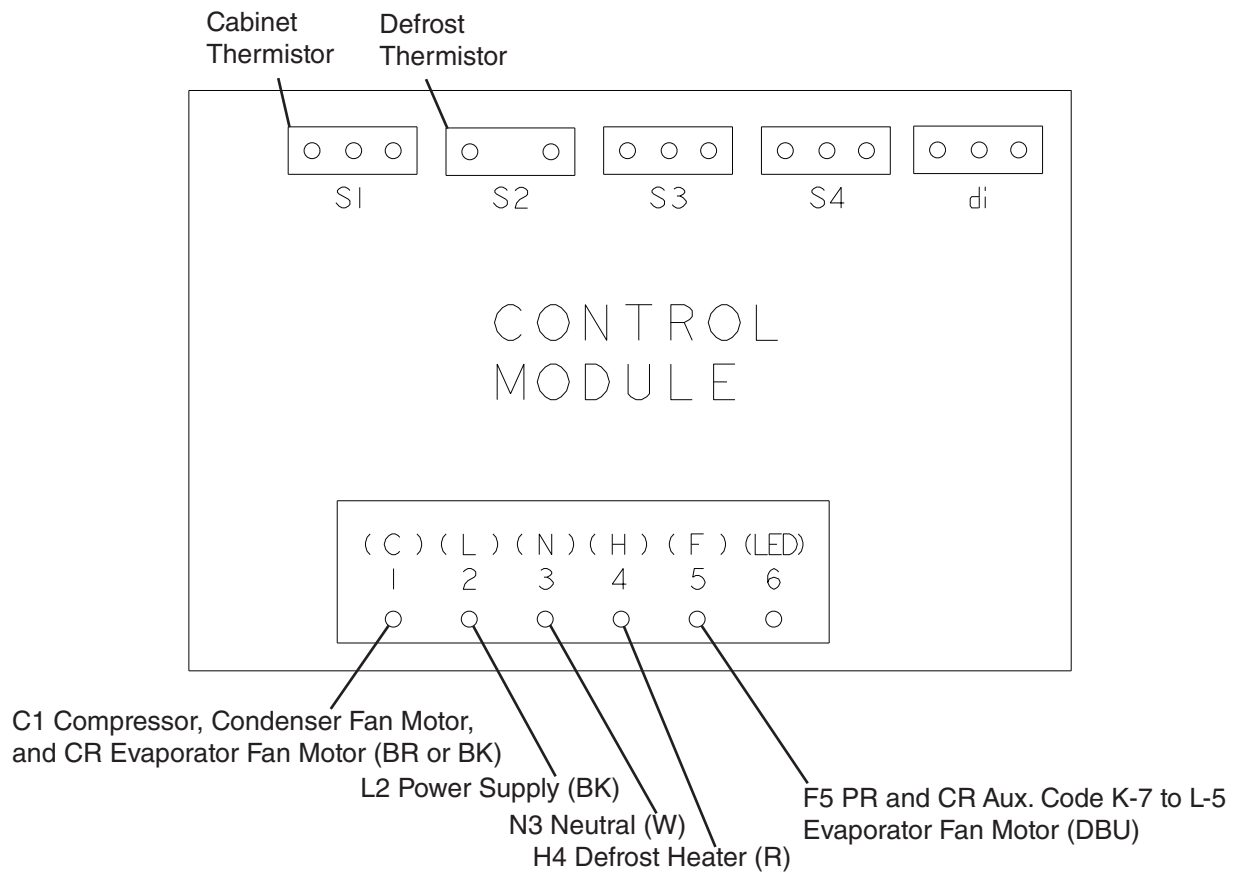 Cabinet
Thermistor
Defrost
Thermistor
S1 S2 S3 S4 di
CONTROL
MODULE
(C) (L) (N) (H) (F) (LED)
1 2 3 4 5 6
C1 Compressor, Condenser Fan Motor,
and CR Evaporator Fan Motor (BR or BK)
L2 Power Supply (BK)
N3 Neutral (W)
H4 Defrost Heater (R)
F5 PR and CR Aux. Code K-7 to L-5
Evaporator Fan Motor (DBU)